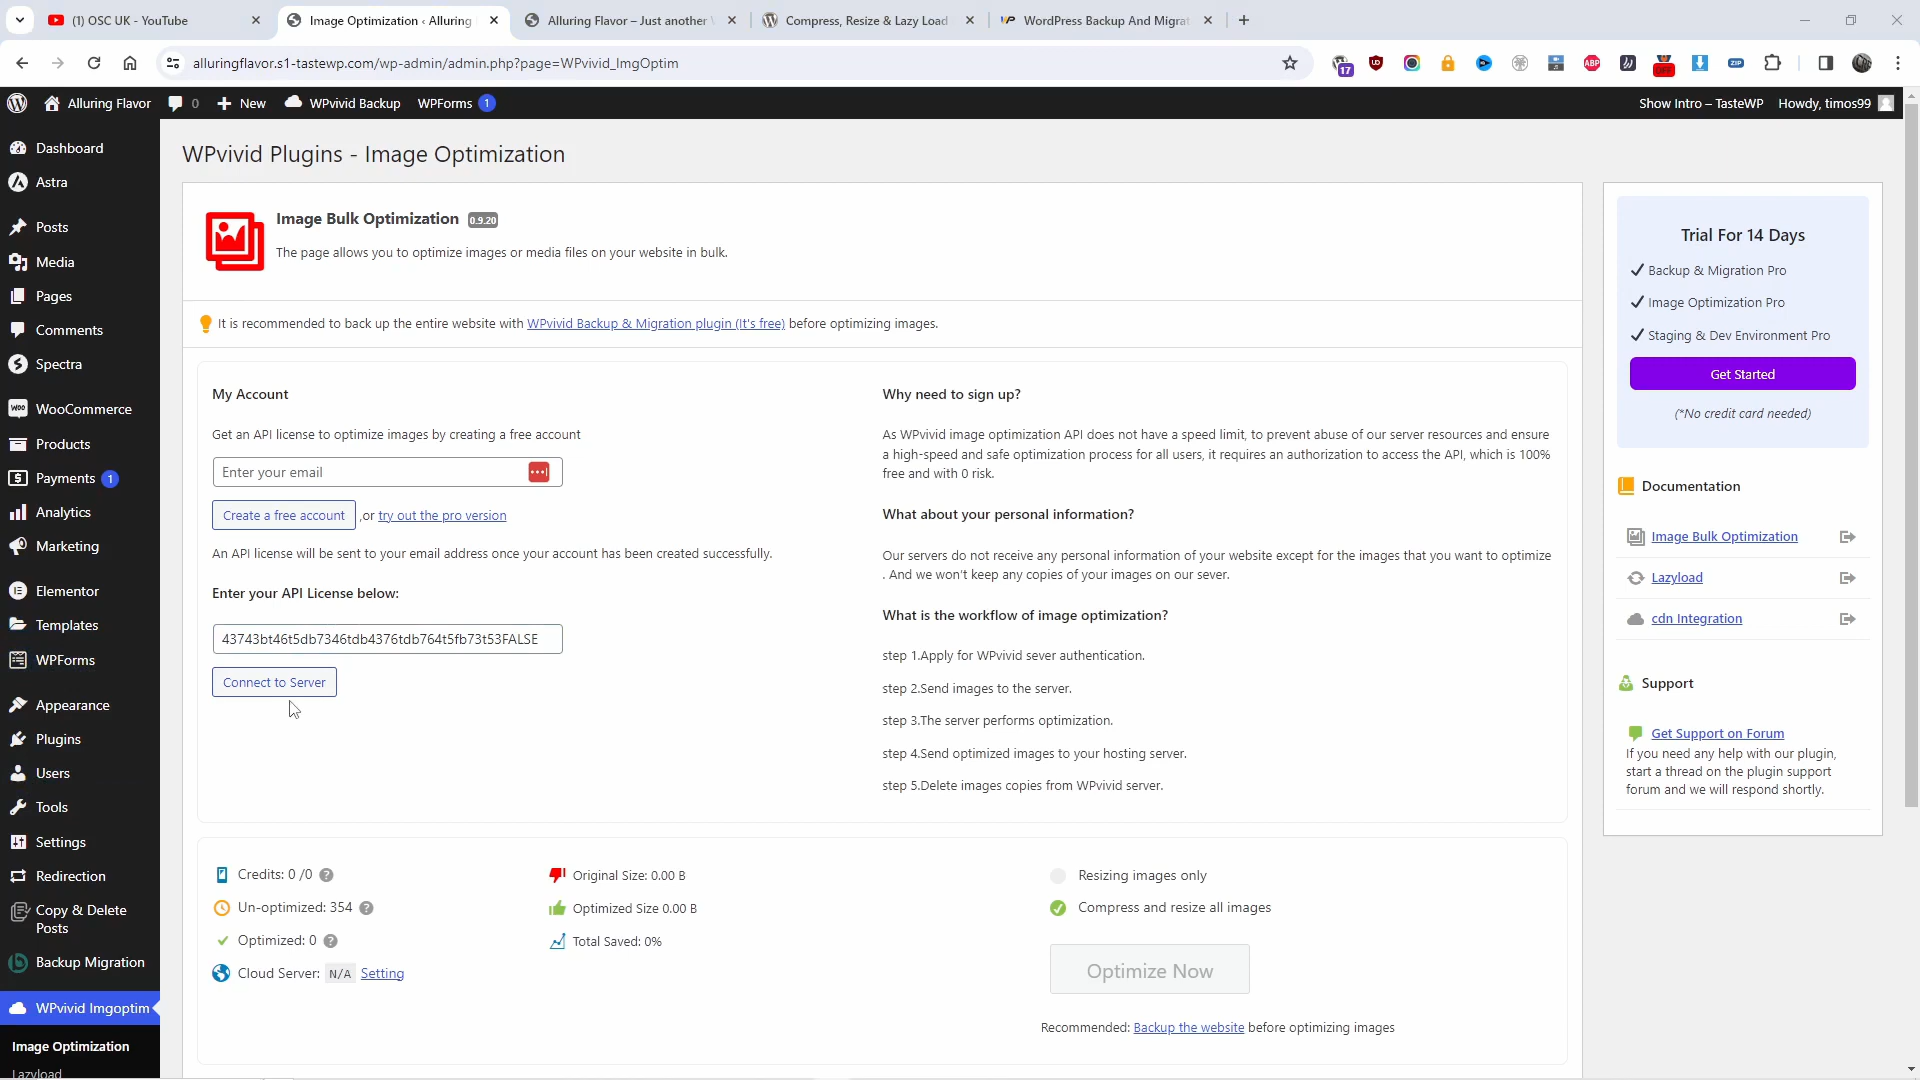 (1) OSC UK - YouTube
Image Optimization ‹ Alluring
Alluring Flavor – Just another
Compress, Resize & Lazy Load
WordPress Backup And Migrat
alluringflavor.s1-tastewp.com/wp-admin/admin.php?page=WPvivid_ImgOptim
17
ABP
OFF
ZIP
Alluring Flavor
0
New
WPvivid Backup
WPForms 1
Show Intro – TasteWP
Howdy, timos99
Dashboard
Astra
Posts
Media
Pages
Comments
Spectra
WooCommerce
Products
Payments 1
Analytics
Marketing
Elementor
Templates
WPForms
Appearance
Plugins
Users
Tools
Settings
Redirection
Copy & Delete
Posts
Backup Migration
WPvivid Imgoptim
Image Optimization
Lazyload
WPvivid Plugins - Image Optimization
Image Bulk Optimization 0.9.20
The page allows you to optimize images or media files on your website in bulk.
It is recommended to back up the entire website with WPvivid Backup & Migration plugin (It's free) before optimizing images.
My Account
Get an API license to optimize images by creating a free account
Enter your email
Create a free account ,or try out the pro version
An API license will be sent to your email address once your account has been created successfully.
Enter your API License below:
43743bt46t5db7346tdb4376tdb764t5fb73t53FALSE
Connect to Server
Why need to sign up?
As WPvivid image optimization API does not have a speed limit, to prevent abuse of our server resources and ensure
a high-speed and safe optimization process for all users, it requires an authorization to access the API, which is 100%
free and with 0 risk.
What about your personal information?
Our servers do not receive any personal information of your website except for the images that you want to optimize
. And we won't keep any copies of your images on our sever.
What is the workflow of image optimization?
step 1.Apply for WPvivid sever authentication.
step 2.Send images to the server.
step 3.The server performs optimization.
step 4.Send optimized images to your hosting server.
step 5.Delete images copies from WPvivid server.
Credits: 0 /0
Un-optimized: 354
Optimized: 0
Cloud Server: N/A Setting
Original Size: 0.00 B
Optimized Size 0.00 B
Total Saved: 0%
Resizing images only
Compress and resize all images
Optimize Now
Recommended: Backup the website before optimizing images
Trial For 14 Days
Backup & Migration Pro
Image Optimization Pro
Staging & Dev Environment Pro
Get Started
(*No credit card needed)
Documentation
Image Bulk Optimization
Lazyload
cdn Integration
Support
Get Support on Forum
If you need any help with our plugin,
start a thread on the plugin support
forum and we will respond shortly.